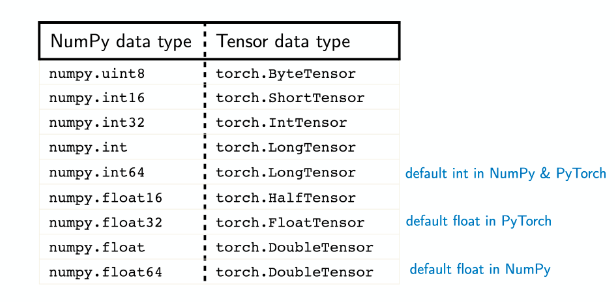 NumPy data type Tensor data type
numpy.uint8 torch.ByteTensor
numpy.int16 torch.ShortTensor
numpy.int32 torch.IntTensor
numpy.int torch.LongTensor
numpy.int64 torch.LongTensor default int in NumPy & PyTorch
numpy.float16 torch.HalfTensor
numpy.float32 torch.FloatTensor default float in PyTorch
numpy.float torch.DoubleTensor
numpy.float64 torch.DoubleTensor default float in NumPy